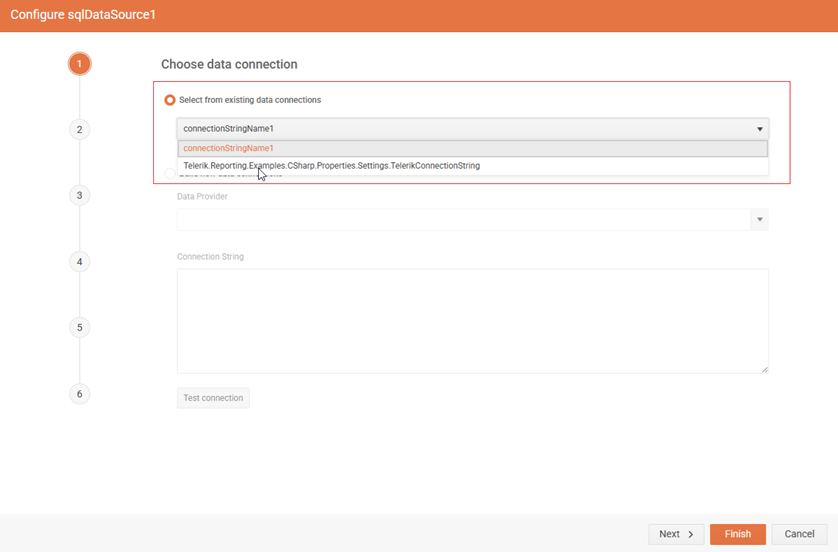 Configure sqlDataSource1
1
Choose data connection
Select from existing data connections
2
connectionStringName1
connectionStringName1
Telerik.Reporting.Examples.CSharp.Properties.Settings.TelerikConnectionString
3
Data Provider
4
Connection String
5
6
Test connection
Next
Finish
Cancel